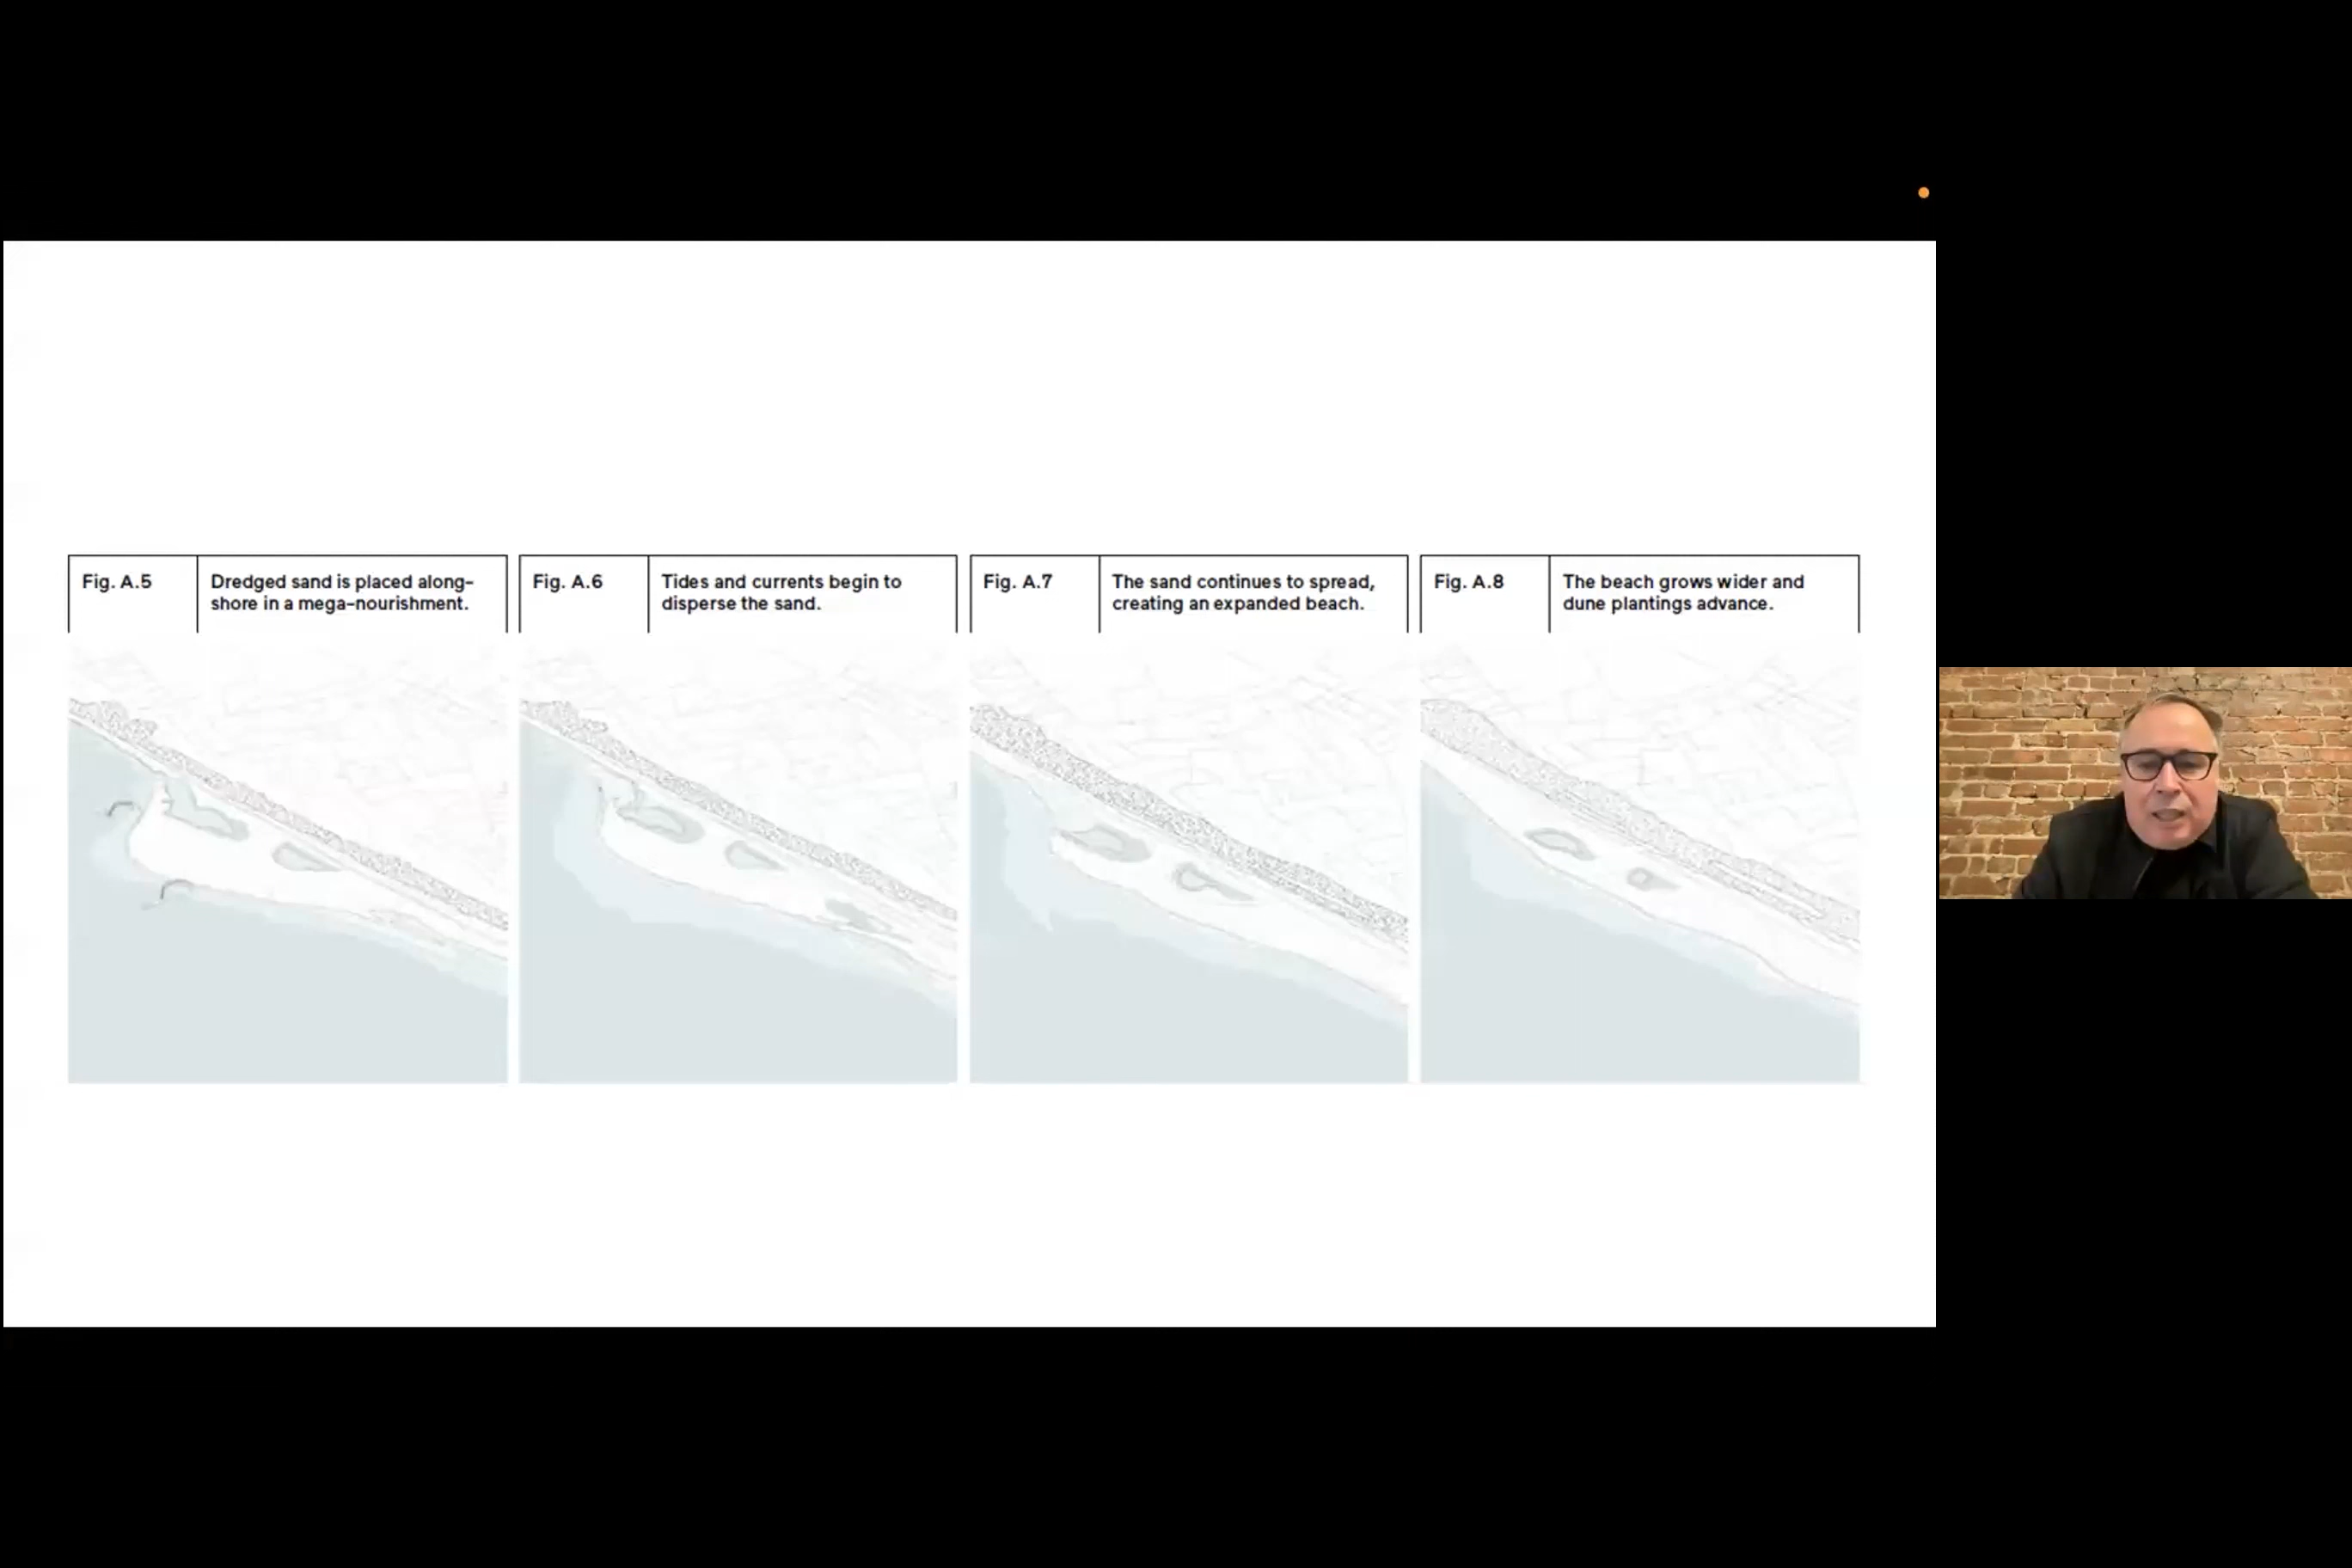 Fig. A.5
Dredged sand is placed along-
shore in a mega-nourishment.
Fig. A.6
Tides and currents begin to
disperse the sand.
Fig. A.7
The sand continues to spread,
creating an expanded beach.
Fig. A.8
The beach grows wider and
dune plantings advance.